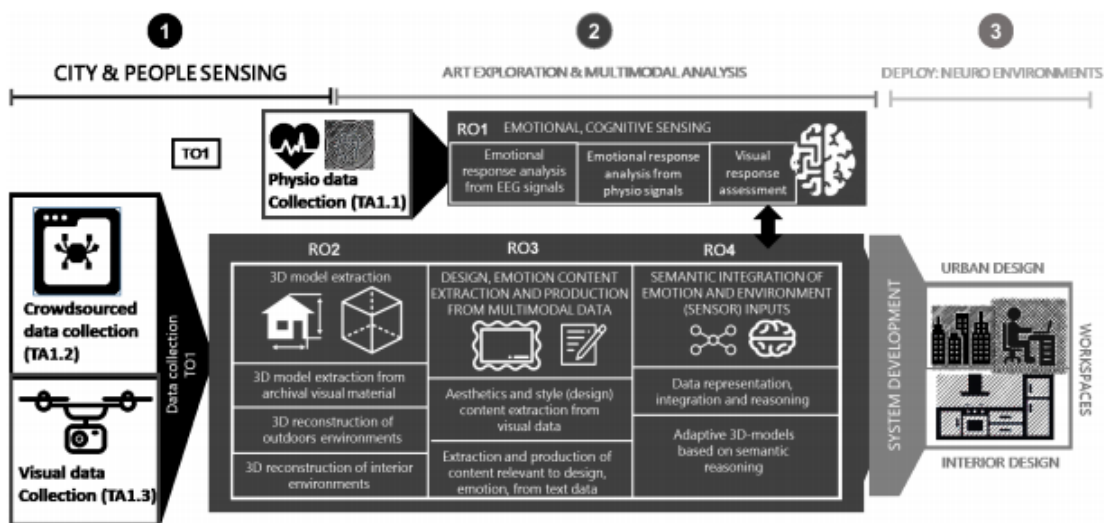 1
2
3
CITY & PEOPLE SENSING
ART EXPLORATION & MULTIMODAL ANALYSIS
DEPLOY: NEURO ENVIRONMENTS
TO1
Physio data
Collection (TA1.1)
RO1 EMOTIONAL, COGNITIVE SENSING
Emotional
response analysis
from EEG signals
Emotional response
analysis from
physio signals
Visual
response
assessment
Crowdsourced
data collection
(TA1.2)
Visual data
Collection (TA1.3)
Data collection
TO1
RO2
3D model extraction
3D model extraction from
archival visual material
3D reconstruction of
outdoors environments
3D reconstruction of interior
environments
RO3
DESIGN, EMOTION CONTENT
EXTRACTION AND PRODUCTION
FROM MULTIMODAL DATA
Aesthetics and style (design)
content extraction from
visual data
Extraction and production of
content relevant to design,
emotion, from text data
RO4
SEMANTIC INTEGRATION OF
EMOTION AND ENVIRONMENT
(SENSOR) INPUTS
Data representation,
integration and reasoning
Adaptive 3D-models
based on semantic
reasoning
SYSTEM DEVELOPMENT
URBAN DESIGN
WORKSPACES
INTERIOR DESIGN